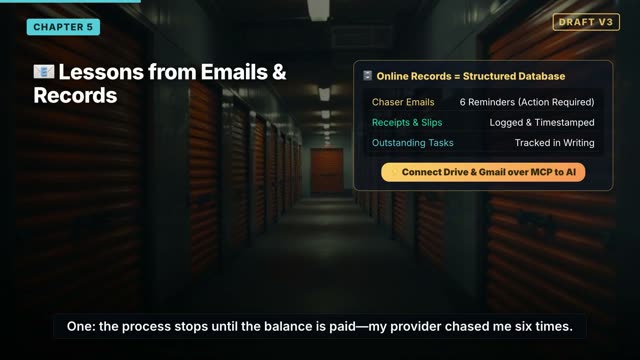 CHAPTER 5
DRAFT V3
📧 Lessons from Emails &
Records
🗄️ Online Records = Structured Database
Chaser Emails 6 Reminders (Action Required)
Receipts & Slips Logged & Timestamped
Outstanding Tasks Tracked in Writing
Connect Drive & Gmail over MCP to AI
One: the process stops until the balance is paid—my provider chased me six times.